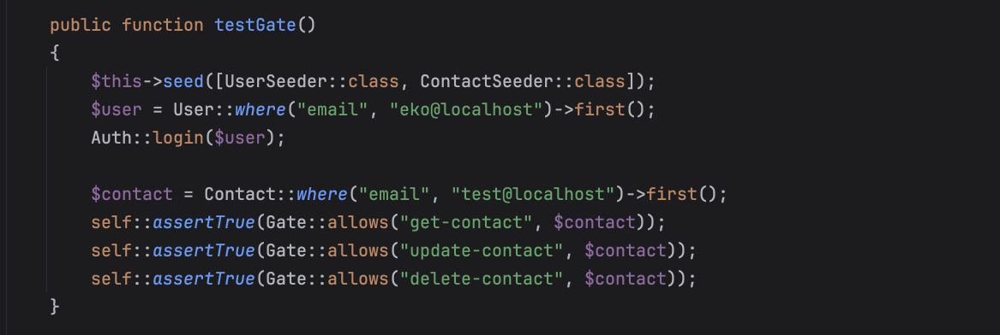 public function testGate()
{
    $this->seed([UserSeeder::class, ContactSeeder::class]);
    $user = User::where("email", "eko@localhost")->first();
    Auth::login($user);

    $contact = Contact::where("email", "test@localhost")->first();
    self::assertTrue(Gate::allows("get-contact", $contact));
    self::assertTrue(Gate::allows("update-contact", $contact));
    self::assertTrue(Gate::allows("delete-contact", $contact));
}